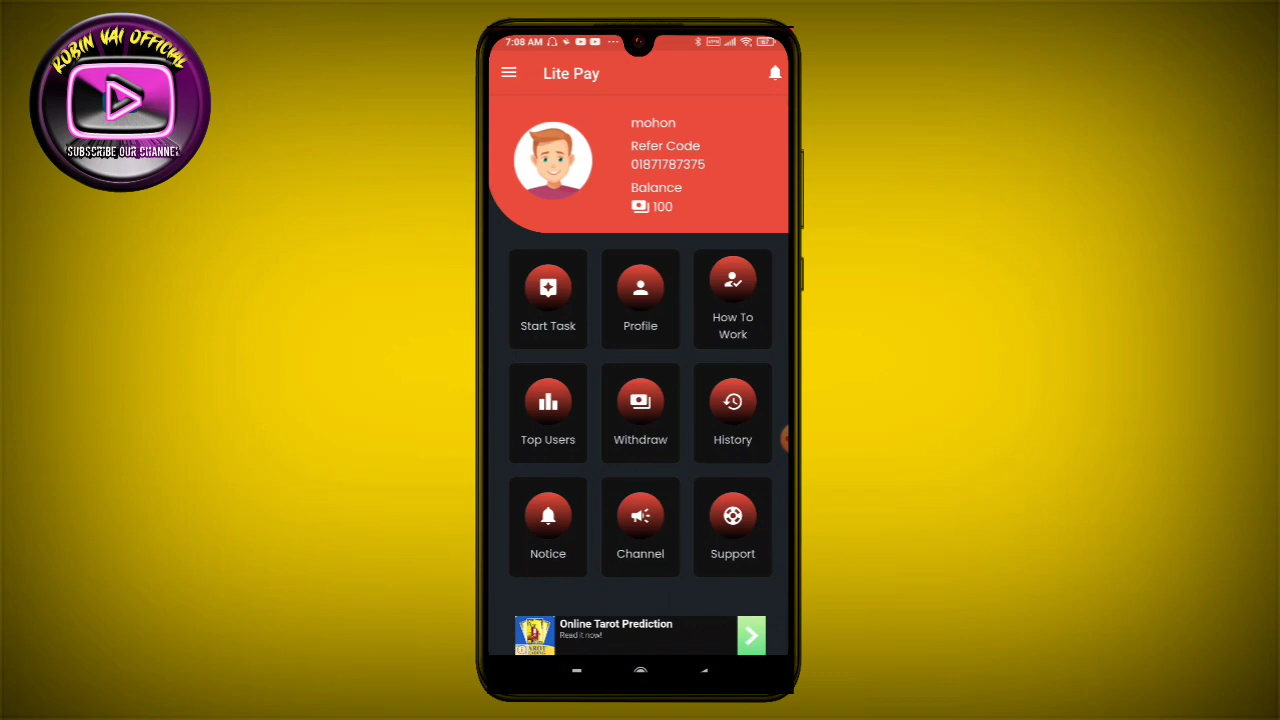 ROBIN VAI OFFICIAL
SUBSCRIBE OUR CHANNEL
7:08 AM
Lite Pay
mohon
Refer Code
01871787375
Balance
100
Start Task
Profile
How To
Work
Top Users
Withdraw
History
Notice
Channel
Support
Online Tarot Prediction
Read it now!